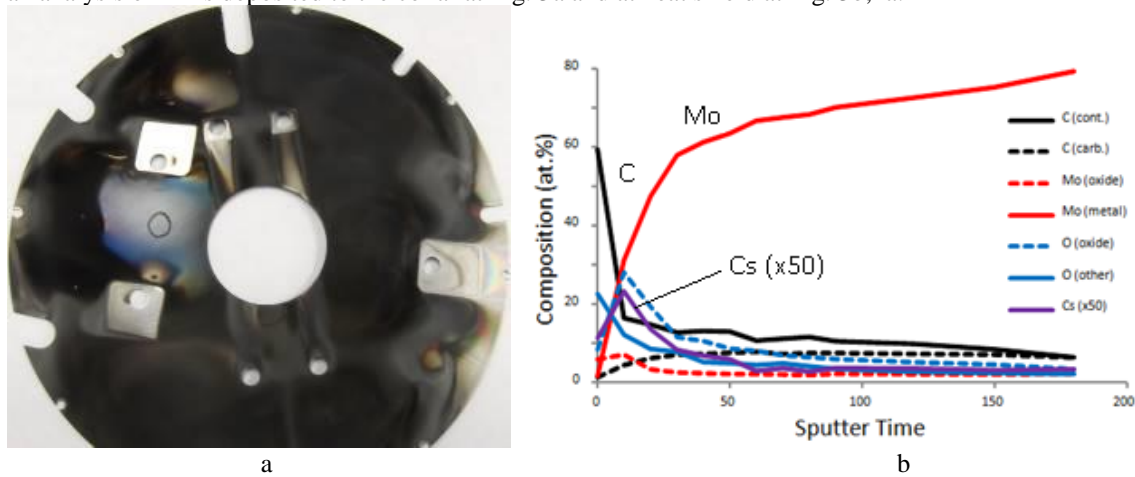 80
60
40
20
0
Composition (at.%)
Mo
C
Cs (x50)
C (cont.)
C (carb.)
Mo (oxide)
Mo (metal)
O (oxide)
O (other)
Cs (x50)
0 50 100 150 200
Sputter Time
a b